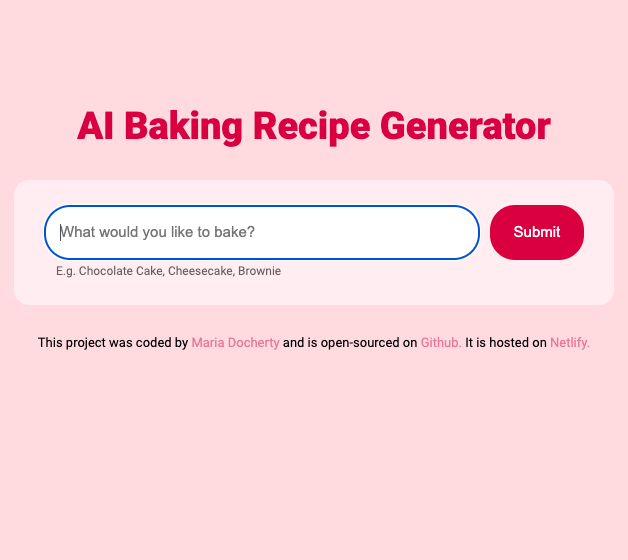 AI Baking Recipe Generator
What would you like to bake?
Submit
E.g. Chocolate Cake, Cheesecake, Brownie
This project was coded by Maria Docherty and is open-sourced on Github. It is hosted on Netlify.